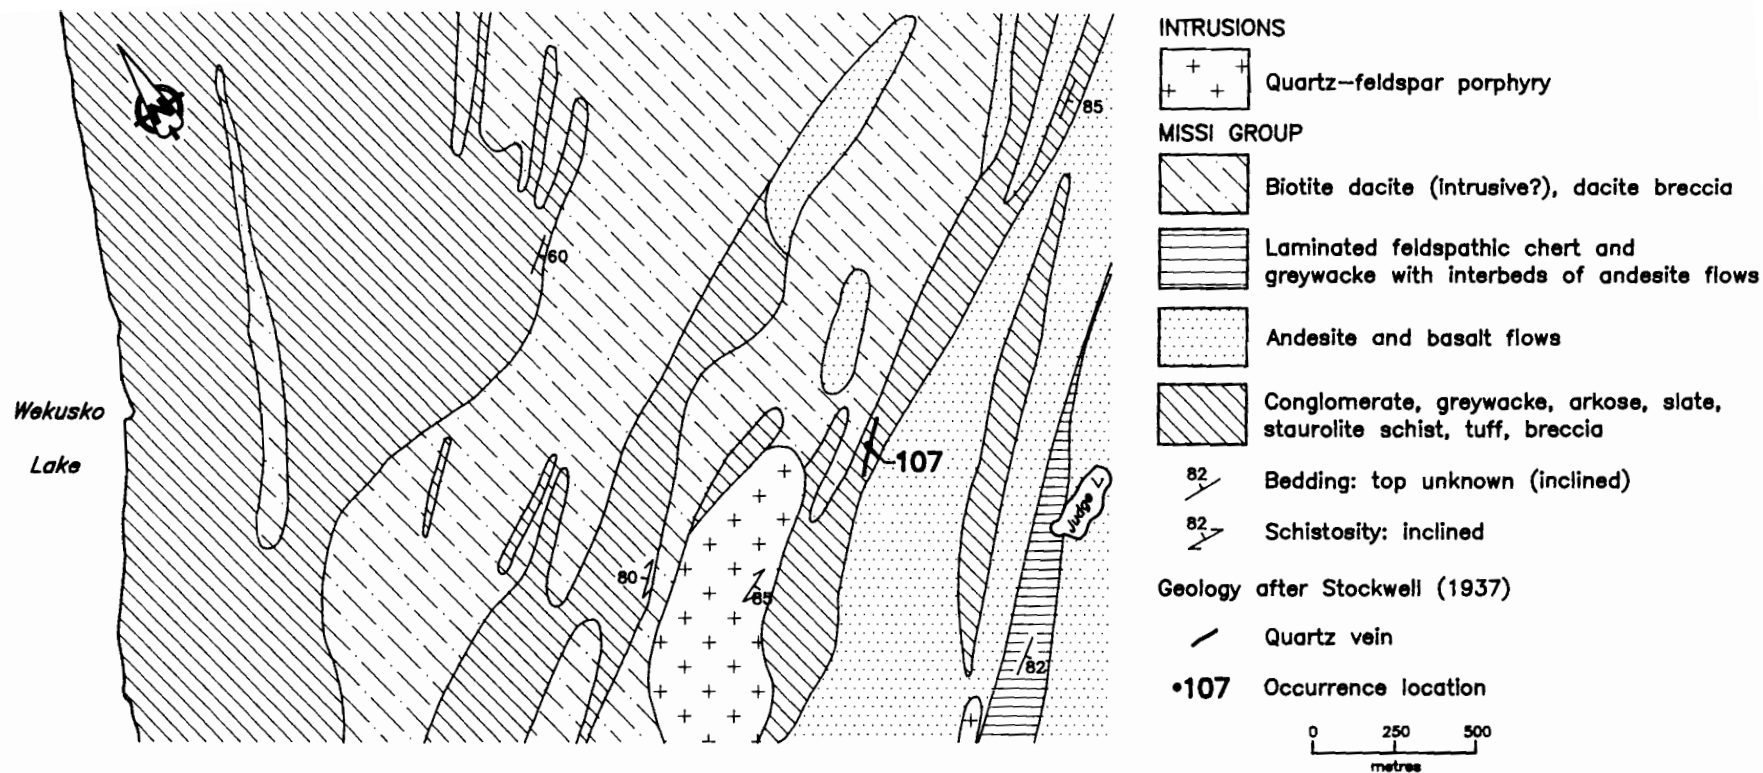 INTRUSIONS
Quartz-feldspar porphyry
MISSI GROUP
Biotite dacite (intrusive?), dacite breccia
Laminated feldspathic chert and
greywacke with interbeds of andesite flows
Andesite and basalt flows
Conglomerate, greywacke, arkose, slate,
staurolite schist, tuff, breccia
82
Bedding: top unknown (inclined)
82
Schistosity: inclined
Geology after Stockwell (1937)
Quartz vein
•107 Occurrence location
0 250 500
metres
85
60
Wekusko
Lake
107
Judge L
80
85
82